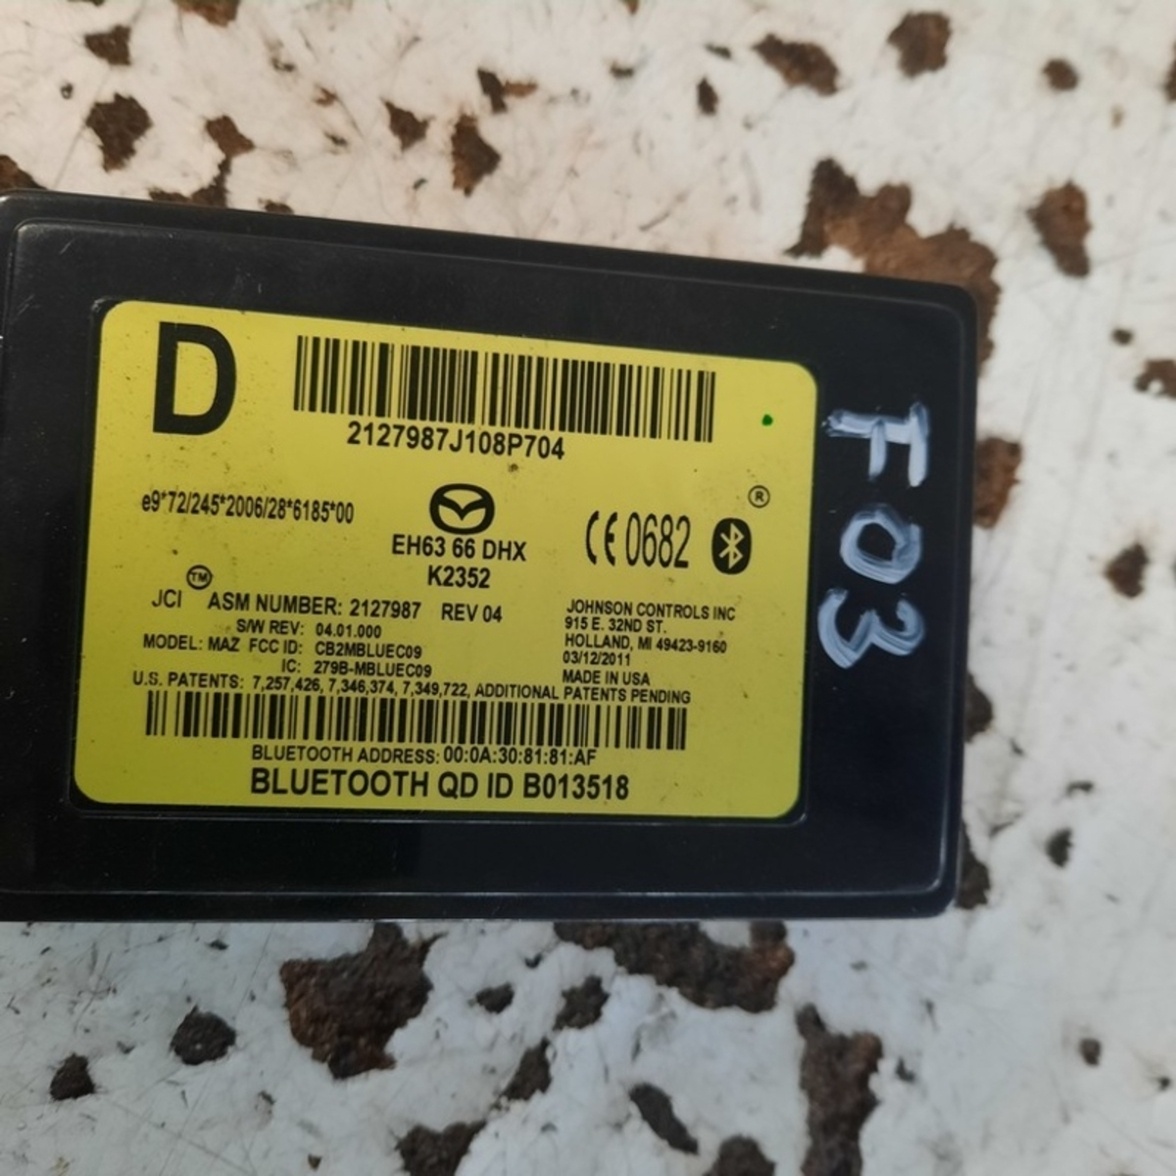 D
2127987J108P704
e9*72/245*2006/28*6185*00
EH63 66 DHX
K2352
CE 0682
®
JCI ™ ASM NUMBER: 2127987 REV 04
S/W REV: 04.01.000
MODEL: MAZ FCC ID: CB2MBLUEC09
IC: 279B-MBLUEC09
JOHNSON CONTROLS INC
915 E. 32ND ST.
HOLLAND, MI 49423-9160
03/12/2011
MADE IN USA
U.S. PATENTS: 7,257,426, 7,346,374, 7,349,722, ADDITIONAL PATENTS PENDING
BLUETOOTH ADDRESS: 00:0A:30:81:81:AF
BLUETOOTH QD ID B013518
F03